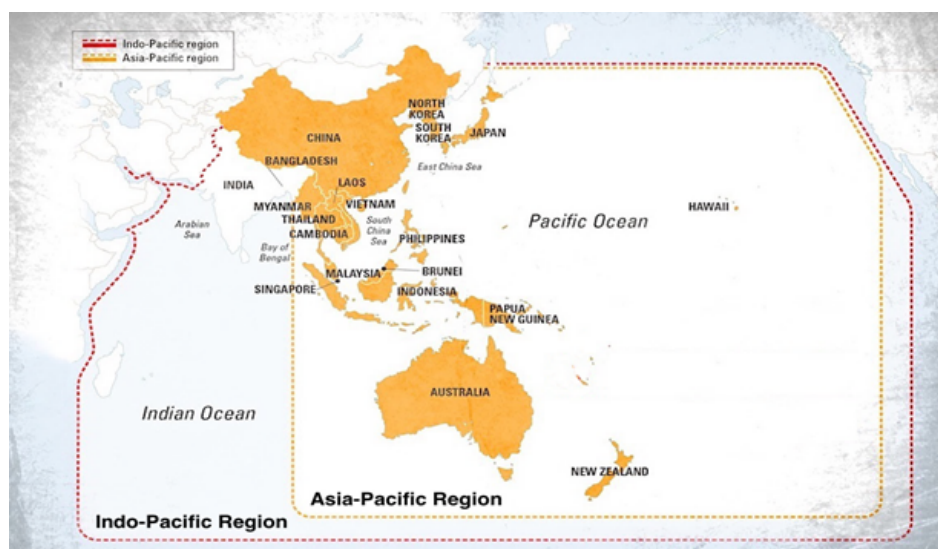 Indo-Pacific region
Asia-Pacific region
NORTH
KOREA
SOUTH
KOREA
JAPAN
CHINA
East China Sea
BANGLADESH
INDIA
LAOS
MYANMAR
VIETNAM
THAILAND
CAMBODIA
South
China
Sea
PHILIPPINES
Arabian
Sea
Bay of
Bengal
Pacific Ocean
HAWAII
MALAYSIA
BRUNEI
SINGAPORE
INDONESIA
PAPUA
NEW GUINEA
AUSTRALIA
Indian Ocean
NEW ZEALAND
Asia-Pacific Region
Indo-Pacific Region